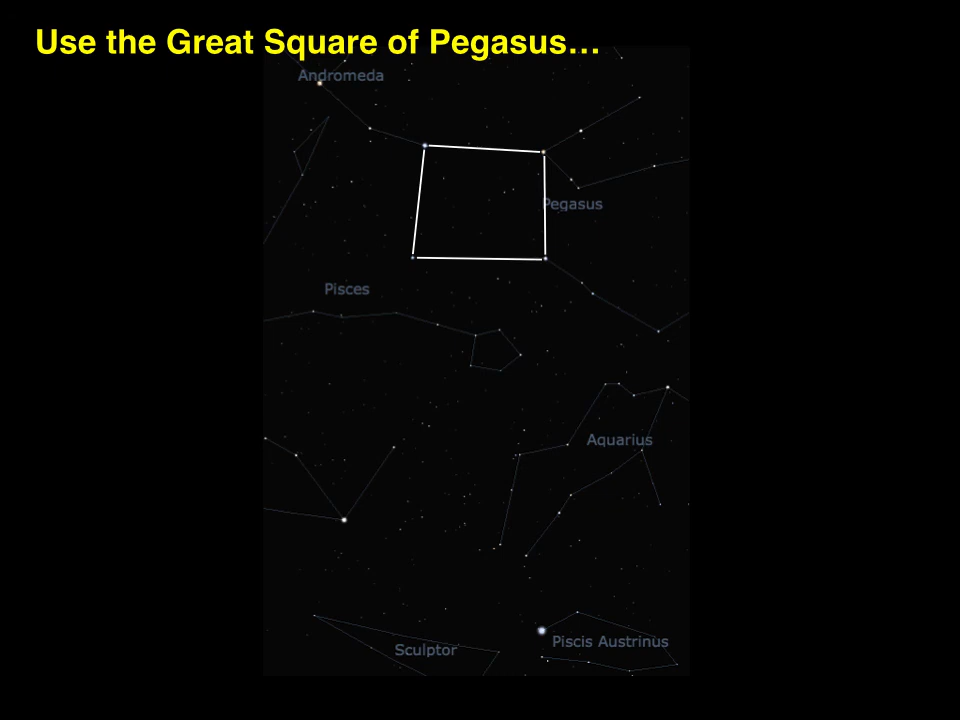 Use the Great Square of Pegasus…
Andromeda
Pegasus
Pisces
Aquarius
Piscis Austrinus
Sculptor